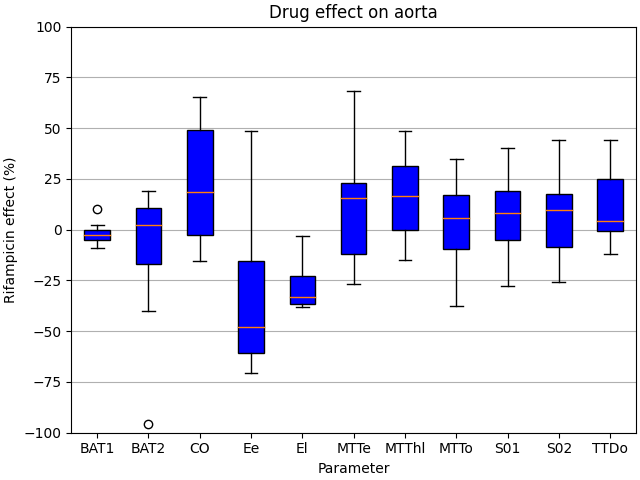 Drug effect on aorta
Rifampicin effect (%)
100
75
50
25
0
−25
−50
−75
−100
BAT1 BAT2 CO Ee El MTTe MTThl MTTo S01 S02 TTDo
Parameter